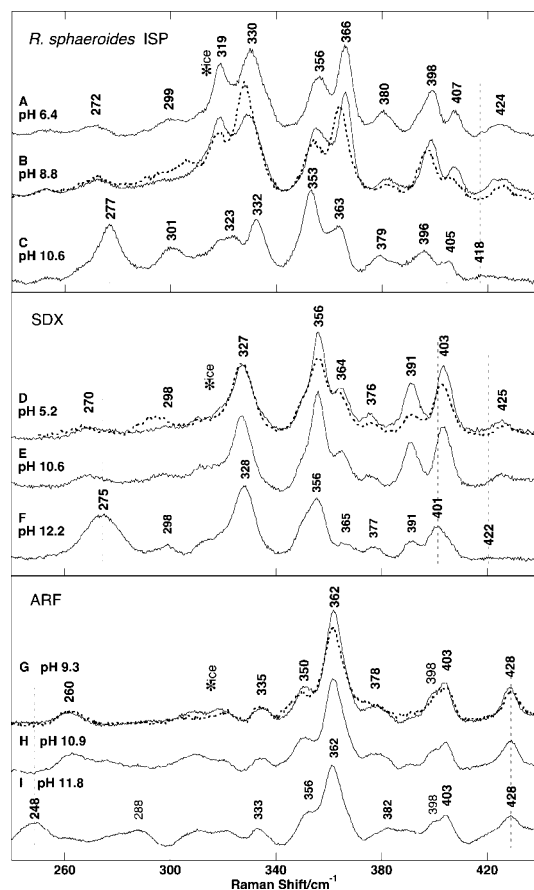 R. sphaeroides ISP
319 330 366
*ice
356
272 299 380 398 407 424
A
pH 6.4
B
pH 8.8
353
277 301 323 332 363
C
pH 10.6
379 396 405 418
SDX
356
327 403
*ice
364 391
D
pH 5.2
270 298 376 425
E
pH 10.6
328 356 401
F
pH 12.2
275 298 365 377 391 422
ARF
362
G pH 9.3
*ice
260 335 350 378 398 403 428
H pH 10.9
362
I pH 11.8
248 288 333 356 382 398 403 428
260 300 340 380 420
Raman Shift/cm-1